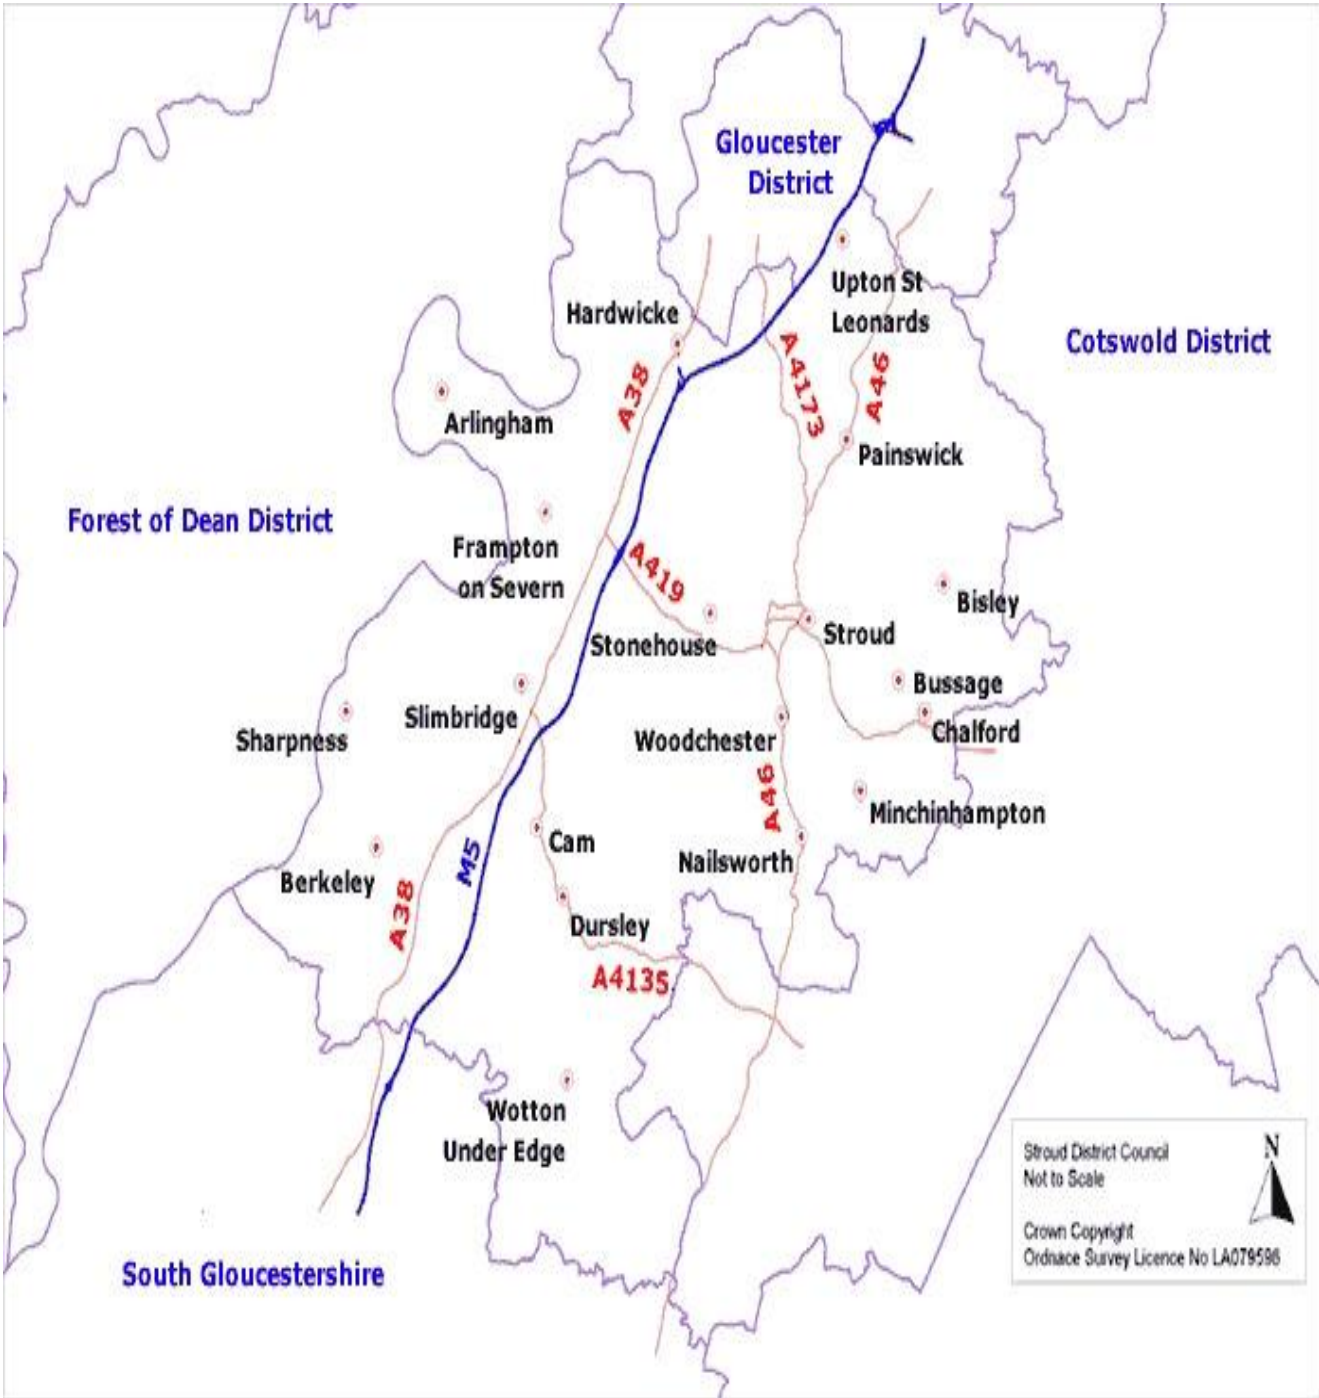 Gloucester
District
Upton St
Leonards
Hardwicke
Cotswold District
A38
A4173
A46
Arlingham
Painswick
Forest of Dean District
Frampton
on Severn
A419
Bisley
Stonehouse
Stroud
Bussage
Slimbridge
Chalford
Sharpness
Woodchester
A46
Minchinhampton
Cam
Nailsworth
M5
Berkeley
A38
Dursley
A4135
Wotton
Under Edge
South Gloucestershire
Stroud District Council
Not to Scale
N
Crown Copyright
Ordnace Survey Licence No LA079596